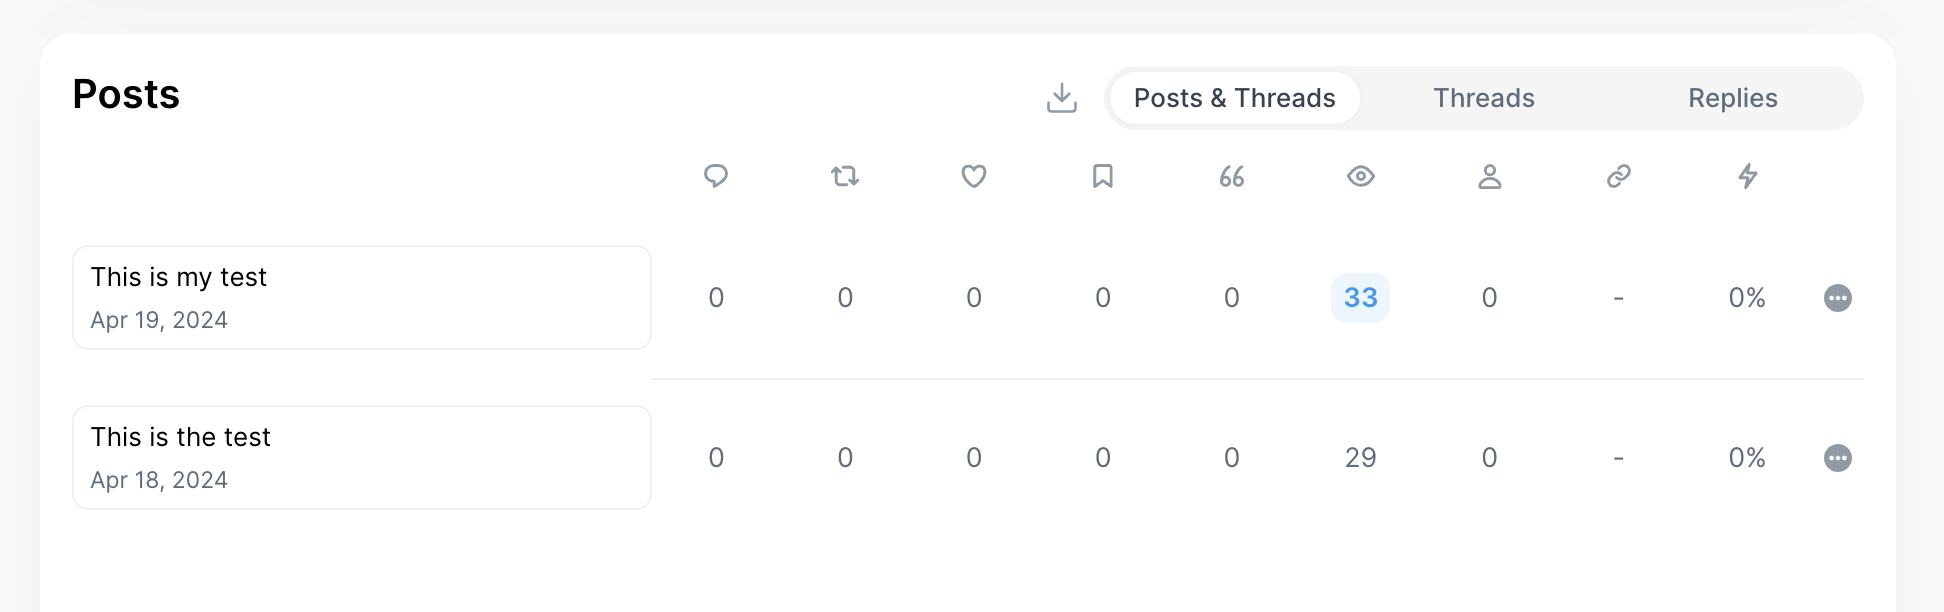 Posts
Posts & Threads Threads Replies
This is my test
Apr 19, 2024
0 0 0 0 0 33 0 - 0%
This is the test
Apr 18, 2024
0 0 0 0 0 29 0 - 0%